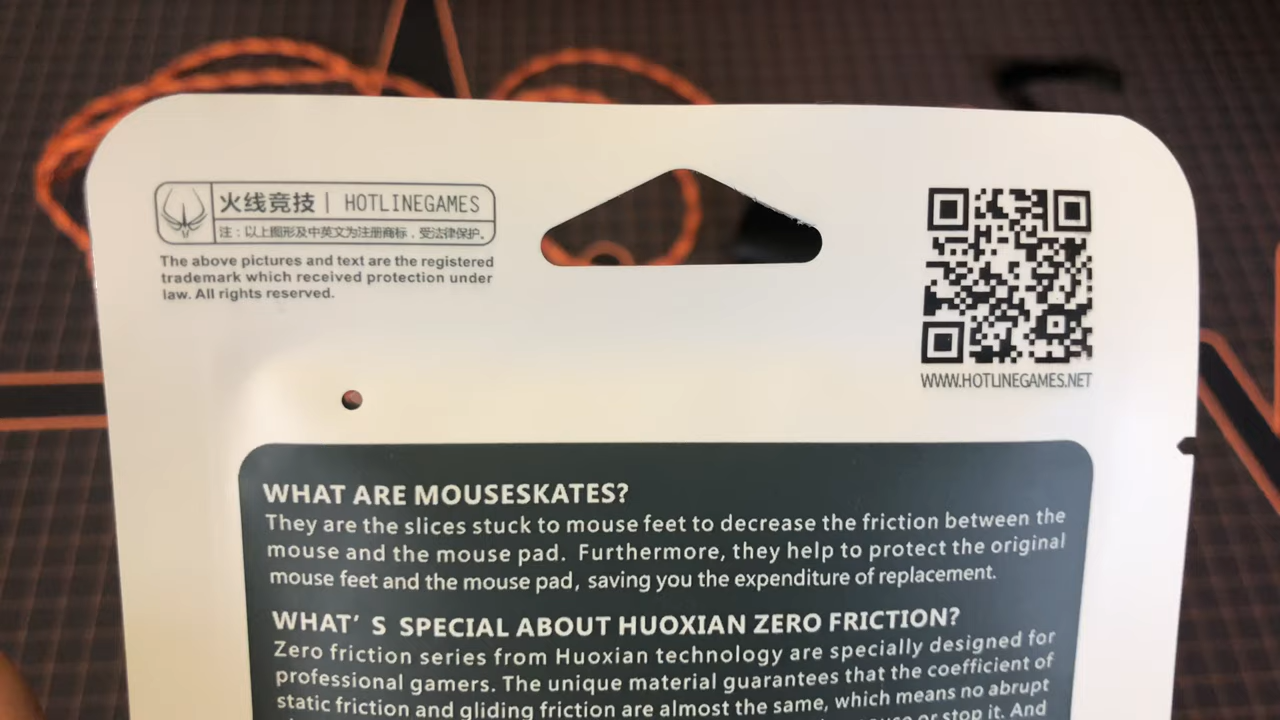 火线竞技 | HOTLINEGAMES
注：以上图形及中英文为注册商标，受法律保护。
The above pictures and text are the registered
trademark which received protection under
law. All rights reserved.
WWW.HOTLINEGAMES.NET
WHAT ARE MOUSESKATES?
They are the slices stuck to mouse feet to decrease the friction between the
mouse and the mouse pad. Furthermore, they help to protect the original
mouse feet and the mouse pad, saving you the expenditure of replacement.
WHAT'S SPECIAL ABOUT HUOXIAN ZERO FRICTION?
Zero friction series from Huoxian technology are specially designed for
professional gamers. The unique material guarantees that the coefficient of
static friction and gliding friction are almost the same, which means no abrupt
or stop it. And